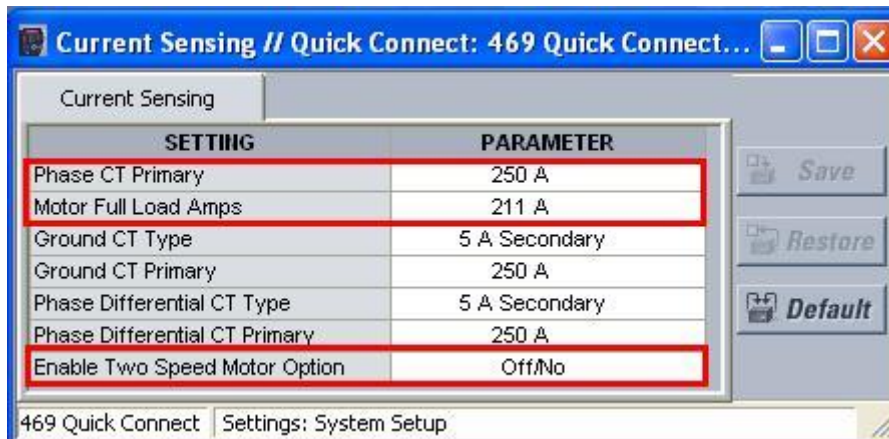 Current Sensing // Quick Connect: 469 Quick Connect...
Current Sensing
SETTING PARAMETER
Phase CT Primary 250 A
Motor Full Load Amps 211 A
Ground CT Type 5 A Secondary
Ground CT Primary 250 A
Phase Differential CT Type 5 A Secondary
Phase Differential CT Primary 250 A
Enable Two Speed Motor Option Off/No
Save
Restore
Default
469 Quick Connect Settings: System Setup